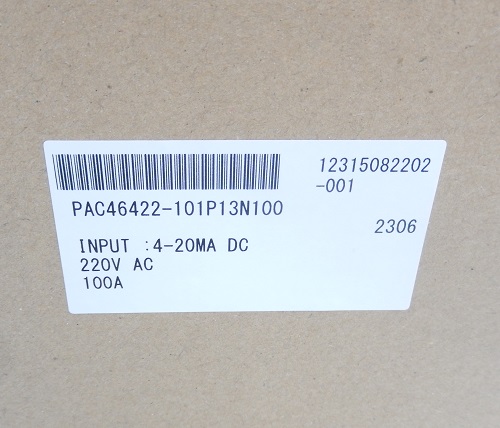 12315082202
-001
PAC46422-101P13N100
2306
INPUT :4-20MA DC
220V AC
100A